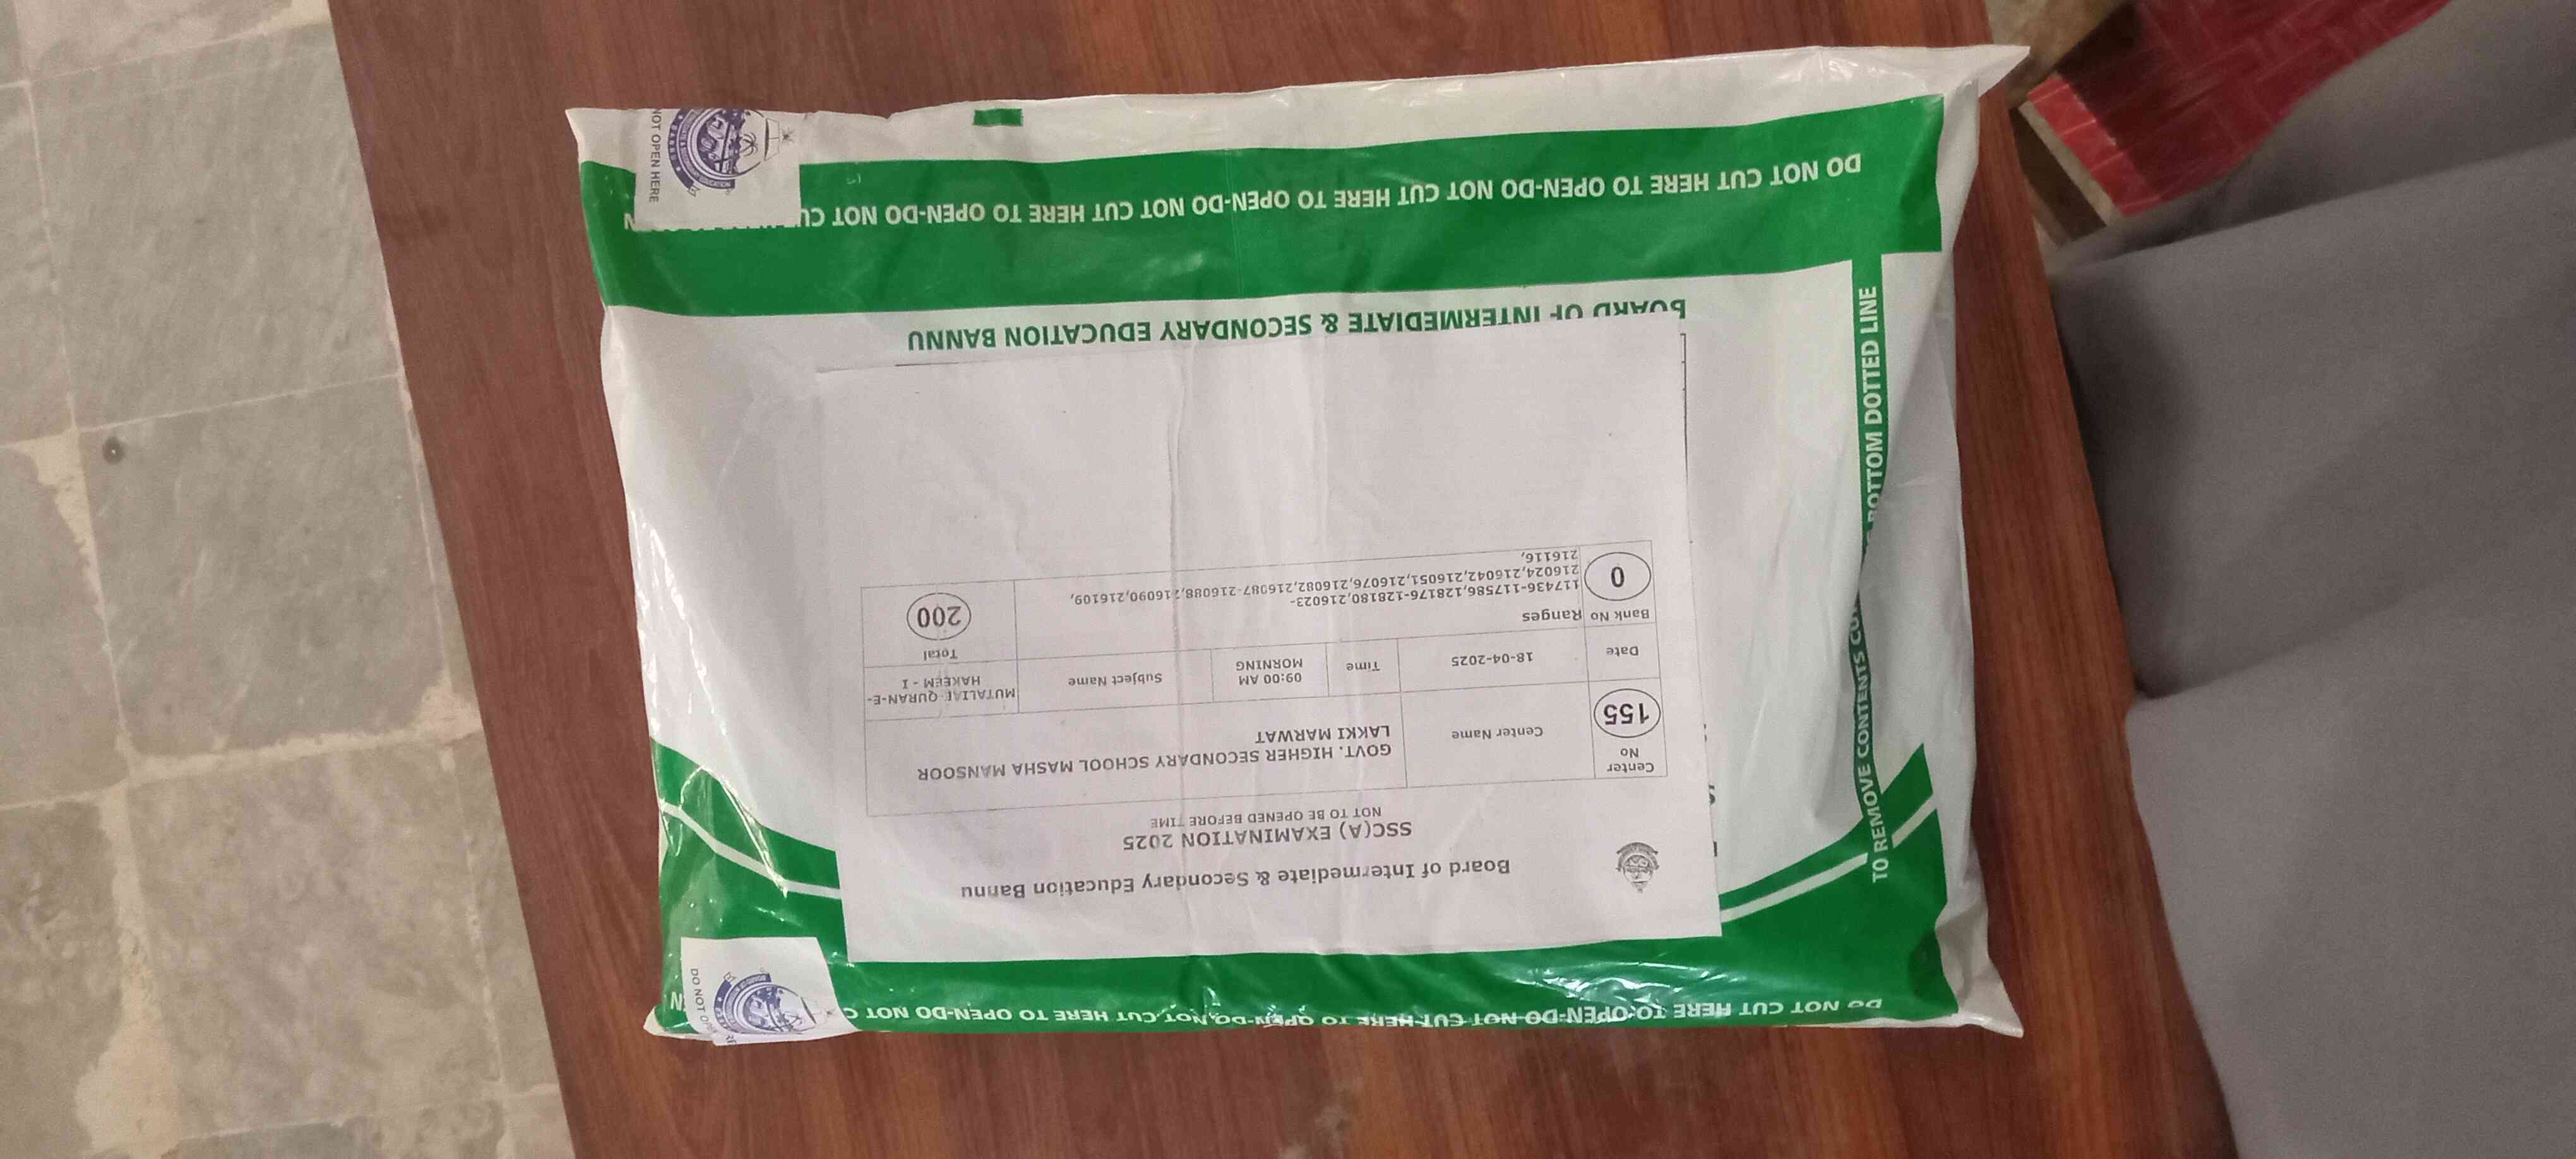 Board of Intermediate & Secondary Education Bannu
SSC(A) EXAMINATION 2025
NOT TO BE OPENED BEFORE TIME
Center No
155
Center Name
GOVT. HIGHER SECONDARY SCHOOL MASHA MANSOOR
LAKKI MARWAT
Date
18-04-2025
Time
09:00 AM
MORNING
Subject Name
MUTALIAE QURAN-E-
HAKEEM - I
Bank No
0
Ranges
117436-117586,128176-128180,216023-
216024,216042,216051,216076,216082,216087-216088,216090,216109,
216116,
Total
200
BOARD OF INTERMEDIATE & SECONDARY EDUCATION BANNU
DO NOT CUT HERE TO OPEN-DO NOT CUT HERE TO OPEN-DO NOT CUT HERE TO OPEN-DO NOT CU
NOT OPEN HERE
TO REMOVE CONTENTS CU BOTTOM DOTTED LINE
DO NOT CUT HERE TO OPEN-DO NOT CUT HERE TO OPEN-DO NOT CUT HERE TO OPEN-DO NOT C
DO NOT O